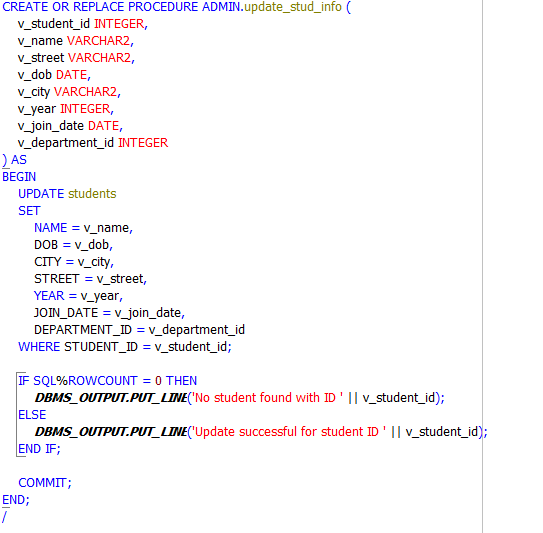 CREATE OR REPLACE PROCEDURE ADMIN.update_stud_info (
v_student_id INTEGER,
v_name VARCHAR2,
v_street VARCHAR2,
v_dob DATE,
v_city VARCHAR2,
v_year INTEGER,
v_join_date DATE,
v_department_id INTEGER
) AS
BEGIN
UPDATE students
SET
NAME = v_name,
DOB = v_dob,
CITY = v_city,
STREET = v_street,
YEAR = v_year,
JOIN_DATE = v_join_date,
DEPARTMENT_ID = v_department_id
WHERE STUDENT_ID = v_student_id;
IF SQL%ROWCOUNT = 0 THEN
DBMS_OUTPUT.PUT_LINE('No student found with ID ' || v_student_id);
ELSE
DBMS_OUTPUT.PUT_LINE('Update successful for student ID ' || v_student_id);
END IF;
COMMIT;
END;
/